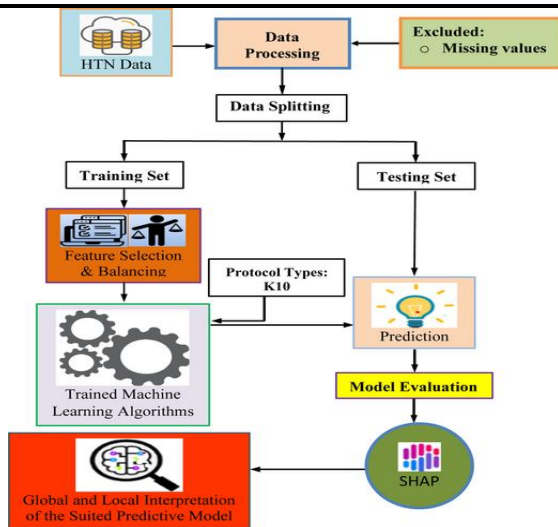 HTN Data
Data
Processing
Excluded:
o Missing values
Data Splitting
Training Set
Testing Set
Feature Selection
& Balancing
Protocol Types:
K10
Trained Machine
Learning Algorithms
Prediction
Model Evaluation
SHAP
Global and Local Interpretation
of the Suited Predictive Model